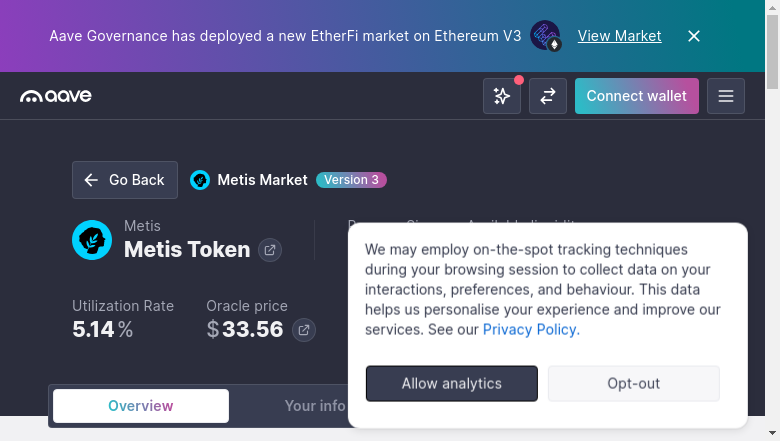 Aave Governance has deployed a new EtherFi market on Ethereum V3 View Market
aave
Connect wallet
Go Back
Metis Market Version 3
Metis
Metis Token
Utilization Rate
5.14 %
Oracle price
$ 33.56
We may employ on-the-spot tracking techniques
during your browsing session to collect data on your
interactions, preferences, and behaviour. This data
helps us personalise your experience and improve our
services. See our Privacy Policy.
Allow analytics
Opt-out
Overview
Your info